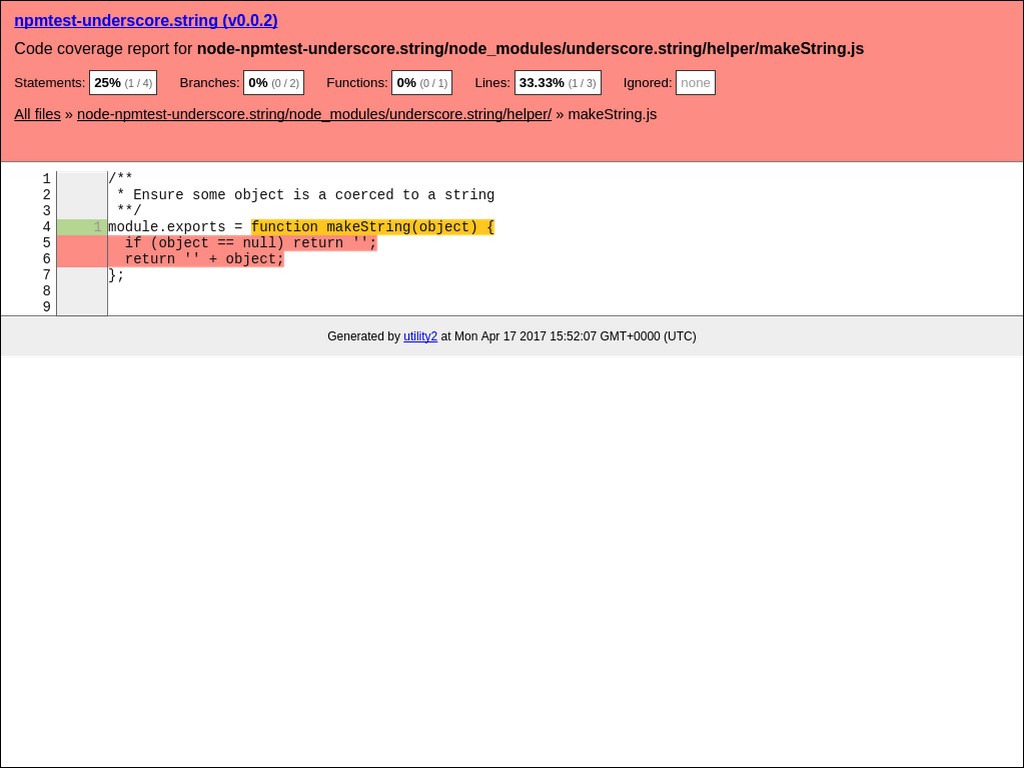 npmtest-underscore.string (v0.0.2)
Code coverage report for node-npmtest-underscore.string/node_modules/underscore.string/helper/makeString.js
Statements: 25% (1 / 4) Branches: 0% (0 / 2) Functions: 0% (0 / 1) Lines: 33.33% (1 / 3) Ignored: none
All files » node-npmtest-underscore.string/node_modules/underscore.string/helper/ » makeString.js
1 /**
2  * Ensure some object is a coerced to a string
3  **/
4 1 module.exports = function makeString(object) {
5   if (object == null) return '';
6   return '' + object;
7 };
8
9
Generated by utility2 at Mon Apr 17 2017 15:52:07 GMT+0000 (UTC)